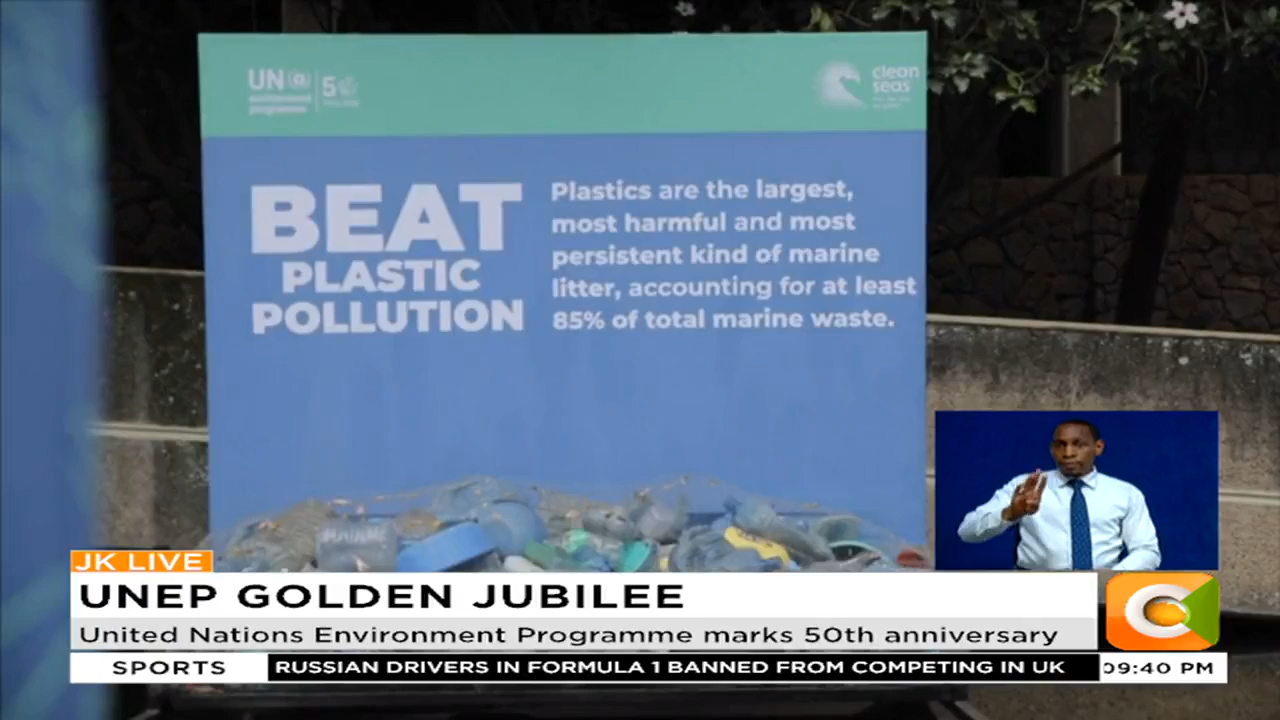 UN
environment
programme
50
clean
seas
BEAT
PLASTIC
POLLUTION
Plastics are the largest,
most harmful and most
persistent kind of marine
litter, accounting for at least
85% of total marine waste.
JK LIVE
UNEP GOLDEN JUBILEE
United Nations Environment Programme marks 50th anniversary
SPORTS
RUSSIAN DRIVERS IN FORMULA 1 BANNED FROM COMPETING IN UK
09:40 PM